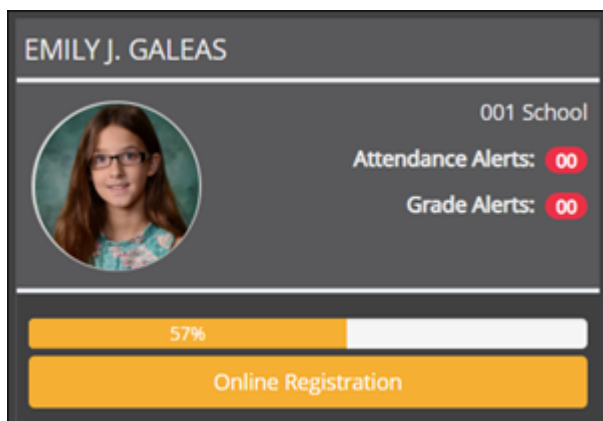 EMILY J. GALEAS
001 School
Attendance Alerts: 00
Grade Alerts: 00
57%
Online Registration